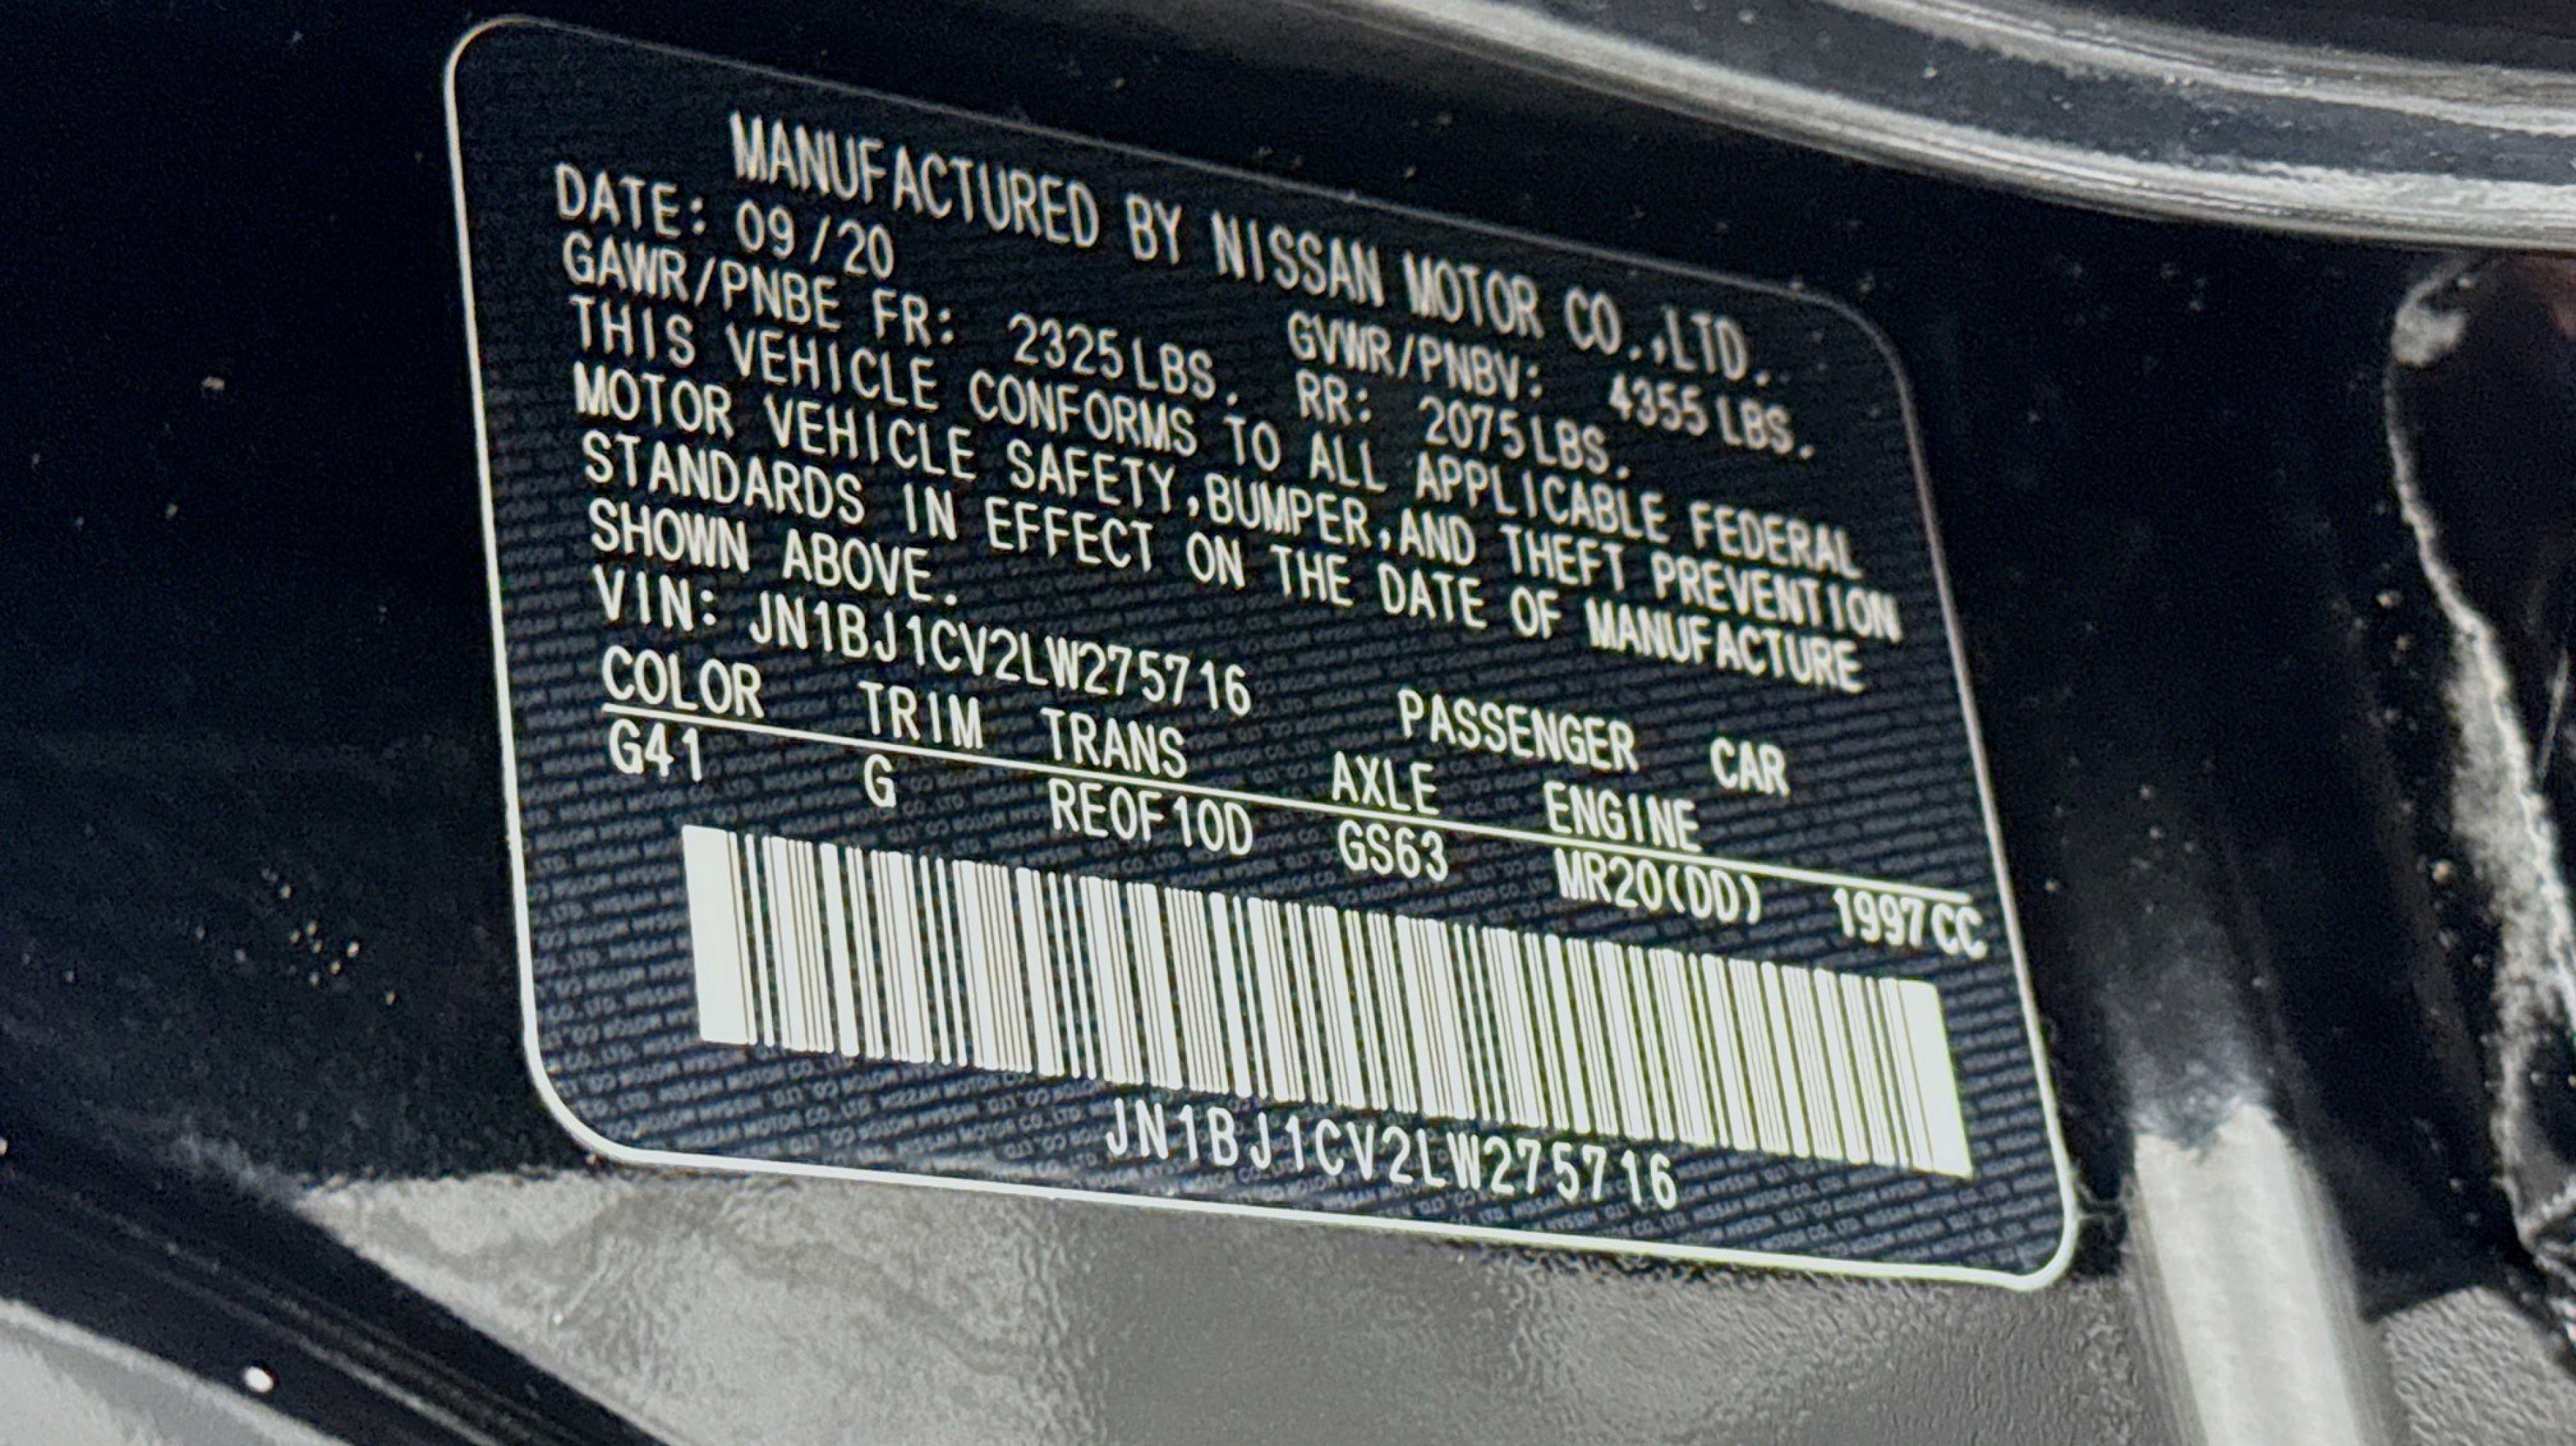 MANUFACTURED BY NISSAN MOTOR CO.,LTD.
DATE: 09/20 GVWR/PNBV: 4355 LBS.
GAWR/PNBE FR: 2325 LBS. RR: 2075 LBS.
THIS VEHICLE CONFORMS TO ALL APPLICABLE FEDERAL
MOTOR VEHICLE SAFETY,BUMPER,AND THEFT PREVENTION
STANDARDS IN EFFECT ON THE DATE OF MANUFACTURE
SHOWN ABOVE.
VIN: JN1BJ1CV2LW275716 PASSENGER CAR
COLOR TRIM TRANS AXLE ENGINE
G41 G RE0F10D GS63 MR20(DD) 1997CC
JN1BJ1CV2LW275716